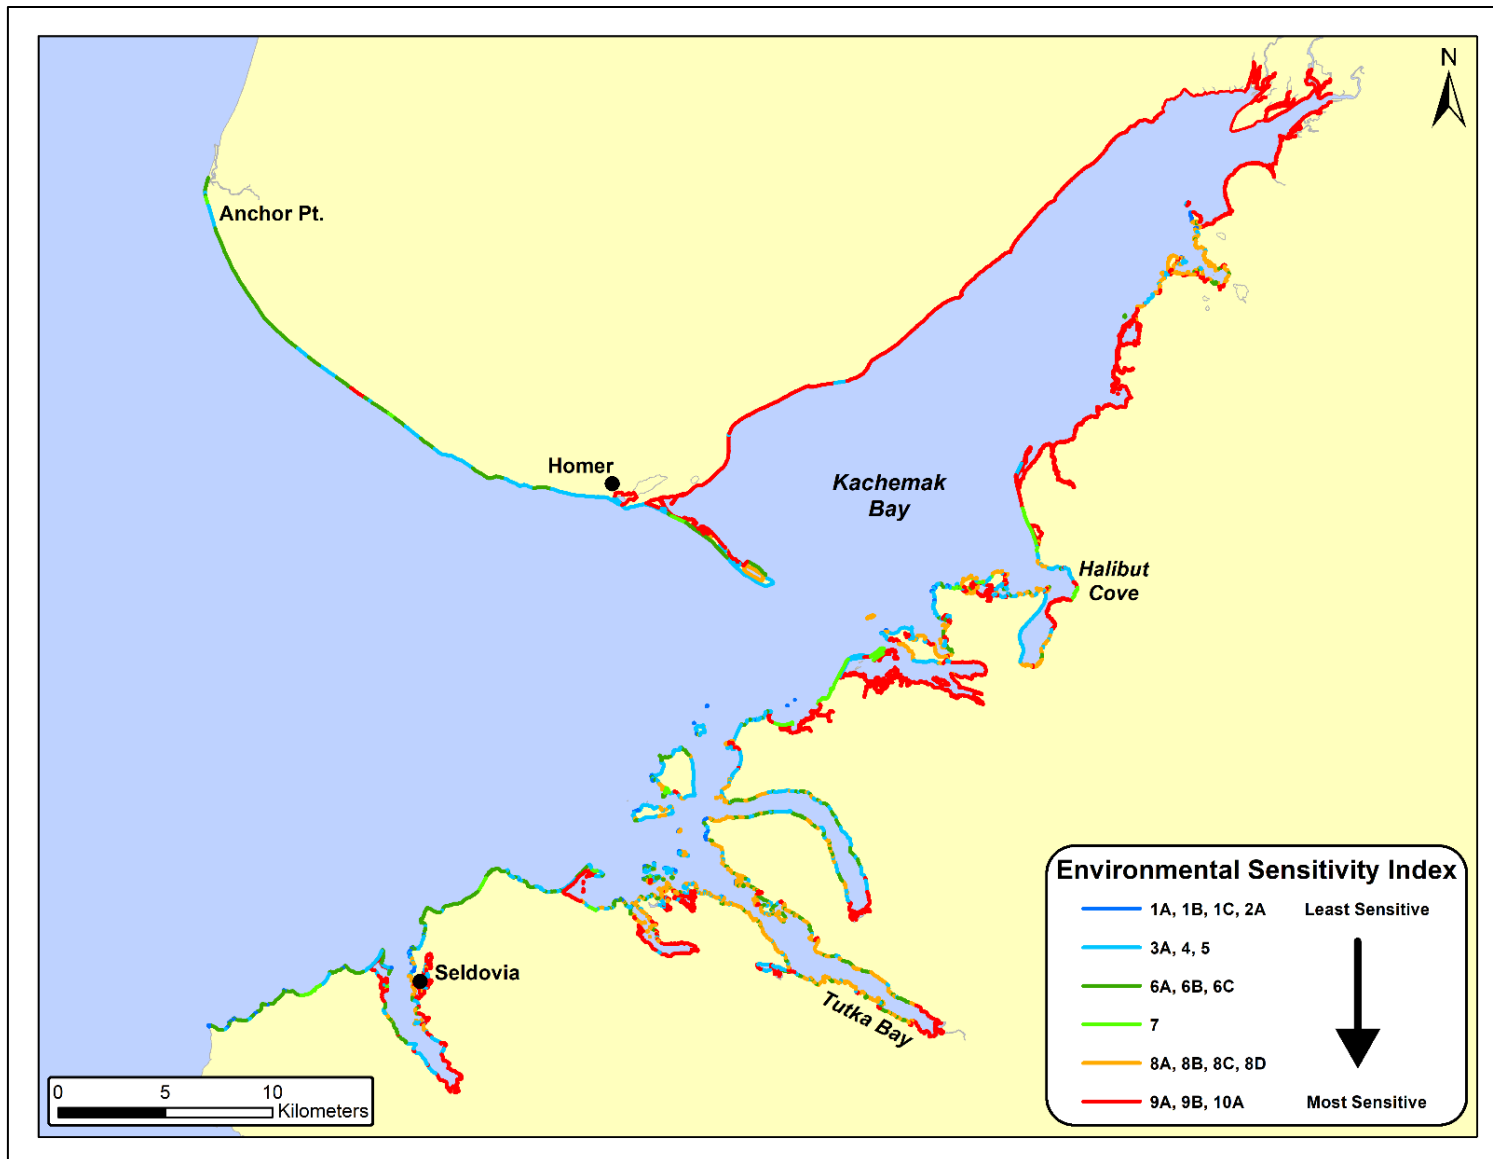 N
Anchor Pt.
Homer
Kachemak
Bay
Halibut
Cove
Seldovia
Tutka Bay
Environmental Sensitivity Index
1A, 1B, 1C, 2A Least Sensitive
3A, 4, 5
6A, 6B, 6C
7
8A, 8B, 8C, 8D
9A, 9B, 10A Most Sensitive
0 5 10
Kilometers